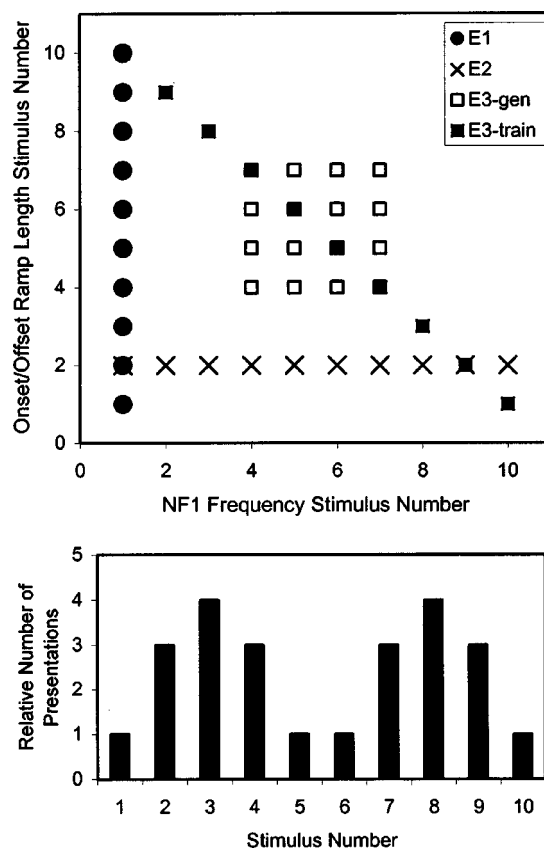 Onset/Offset Ramp Length Stimulus Number
10
8
6
4
2
0
0 2 4 6 8 10
NF1 Frequency Stimulus Number
E1
E2
E3-gen
E3-train
Relative Number of
Presentations
5
4
3
2
1
0
1 2 3 4 5 6 7 8 9 10
Stimulus Number